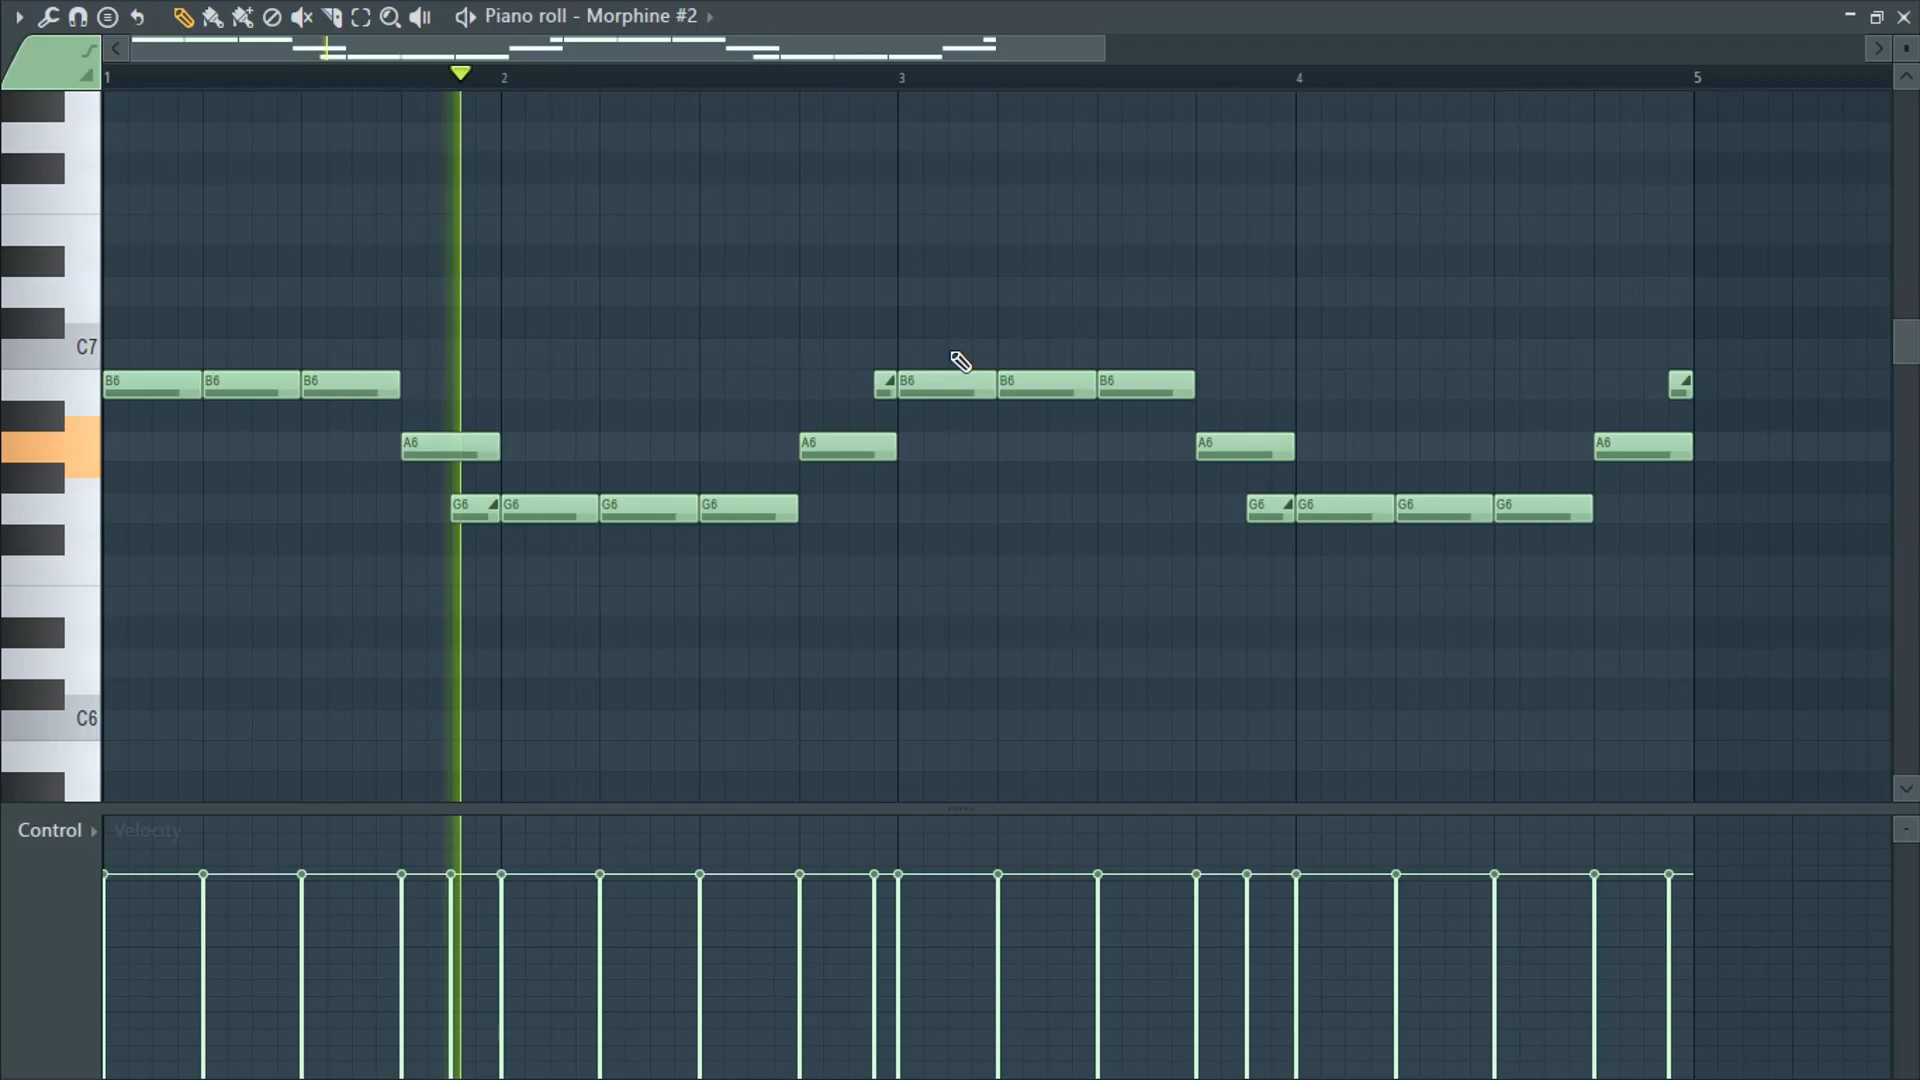 Piano roll - Morphine #2
1 2 3 4 5
C7
B6 B6 B6 B6 B6 B6
A6 A6 A6 A6
G6 G6 G6 G6 G6 G6 G6 G6
C6
Control Velocity